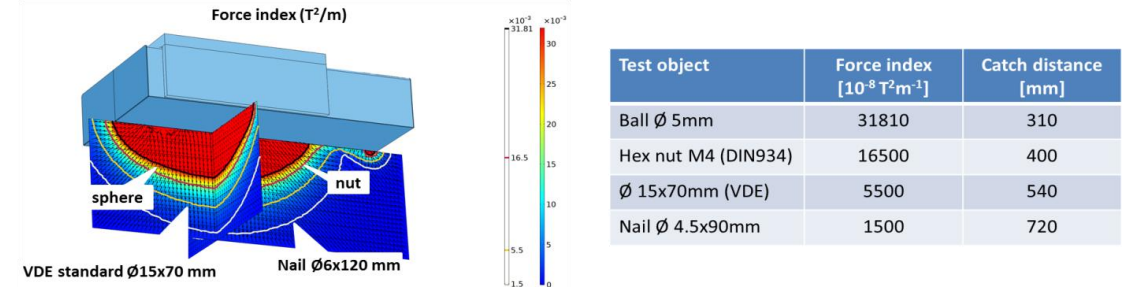 Force index (T²/m)
×10⁻³ ×10⁻³
31.81
30
25
20
16.5
15
10
5.5
5
1.5
0
sphere
nut
VDE standard Ø15x70 mm
Nail Ø6x120 mm
Test object Force index [10⁻⁸ T²m⁻¹] Catch distance [mm]
Ball Ø 5mm 31810 310
Hex nut M4 (DIN934) 16500 400
Ø 15x70mm (VDE) 5500 540
Nail Ø 4.5x90mm 1500 720